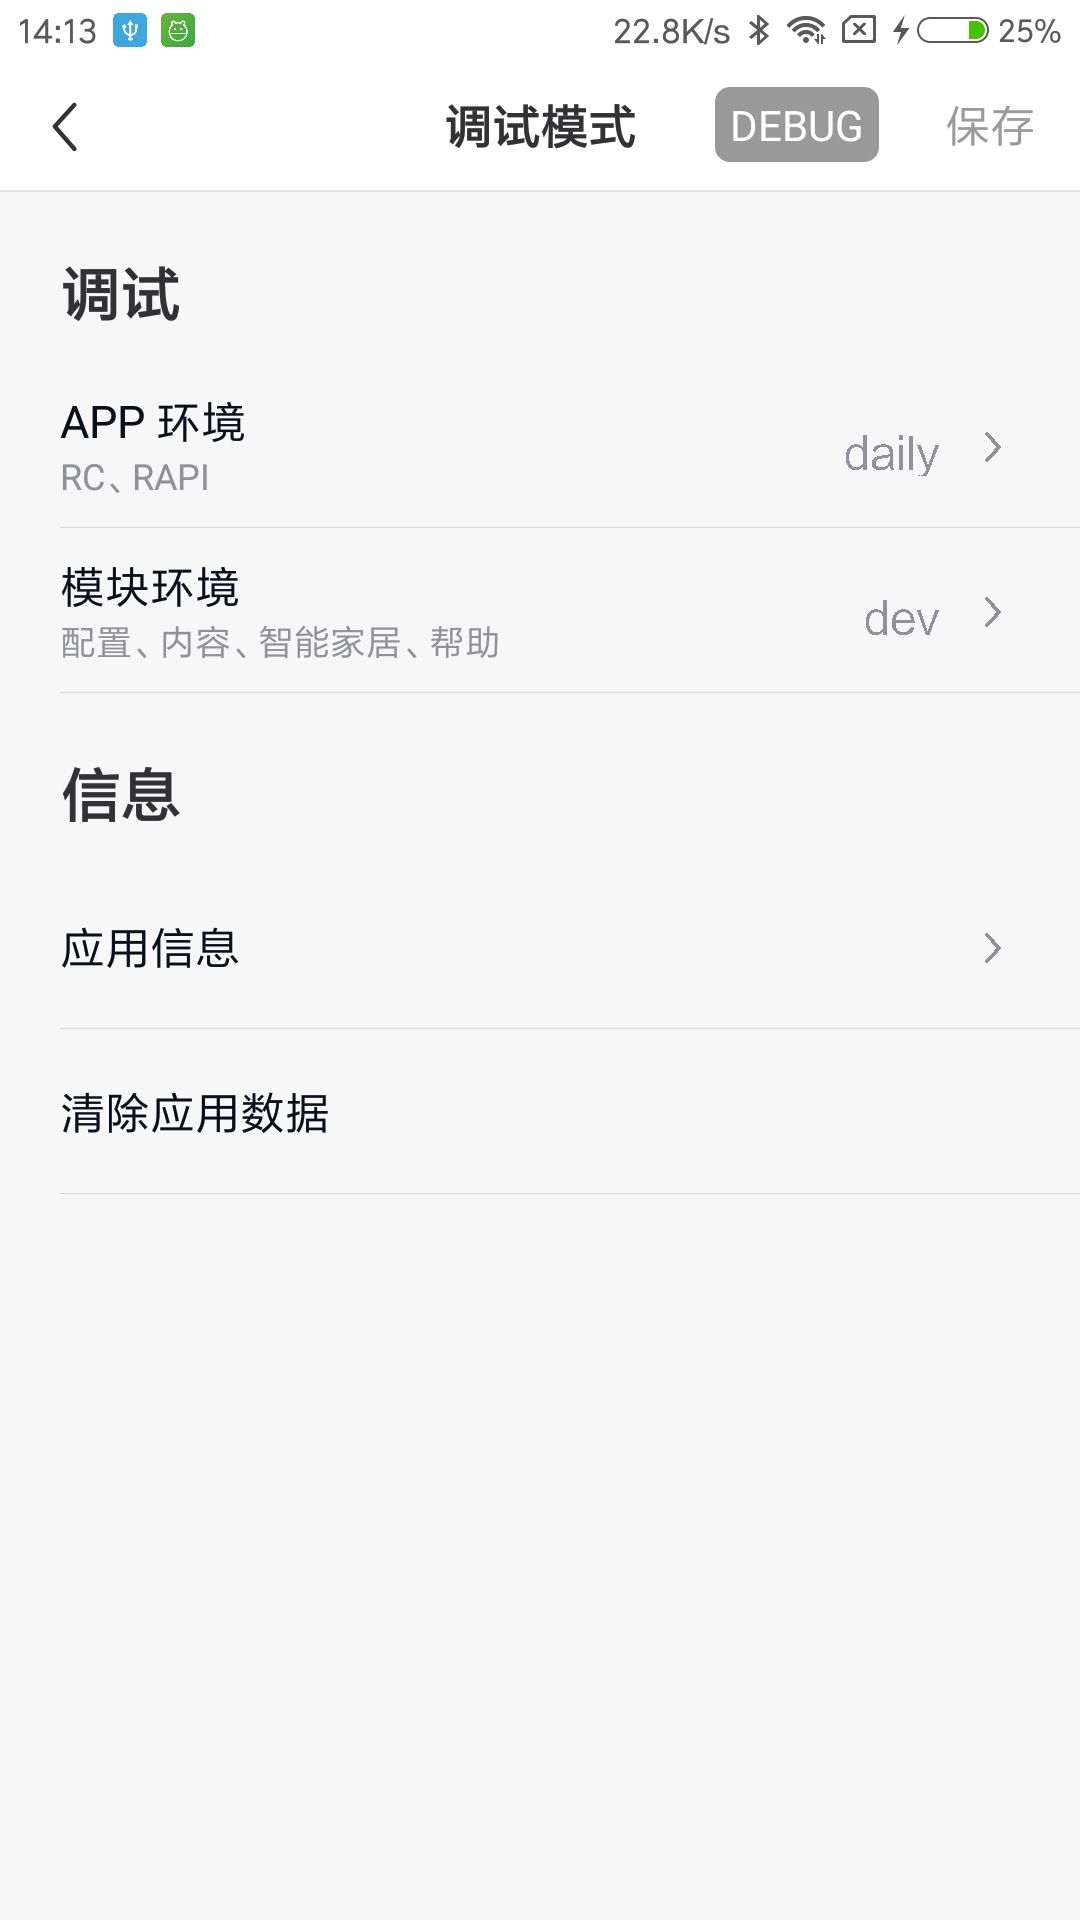 14:13 22.8K/s 25%
调试模式 DEBUG 保存
调试
APP 环境
RC、RAPI
daily
模块环境
配置、内容、智能家居、帮助
dev
信息
应用信息
清除应用数据